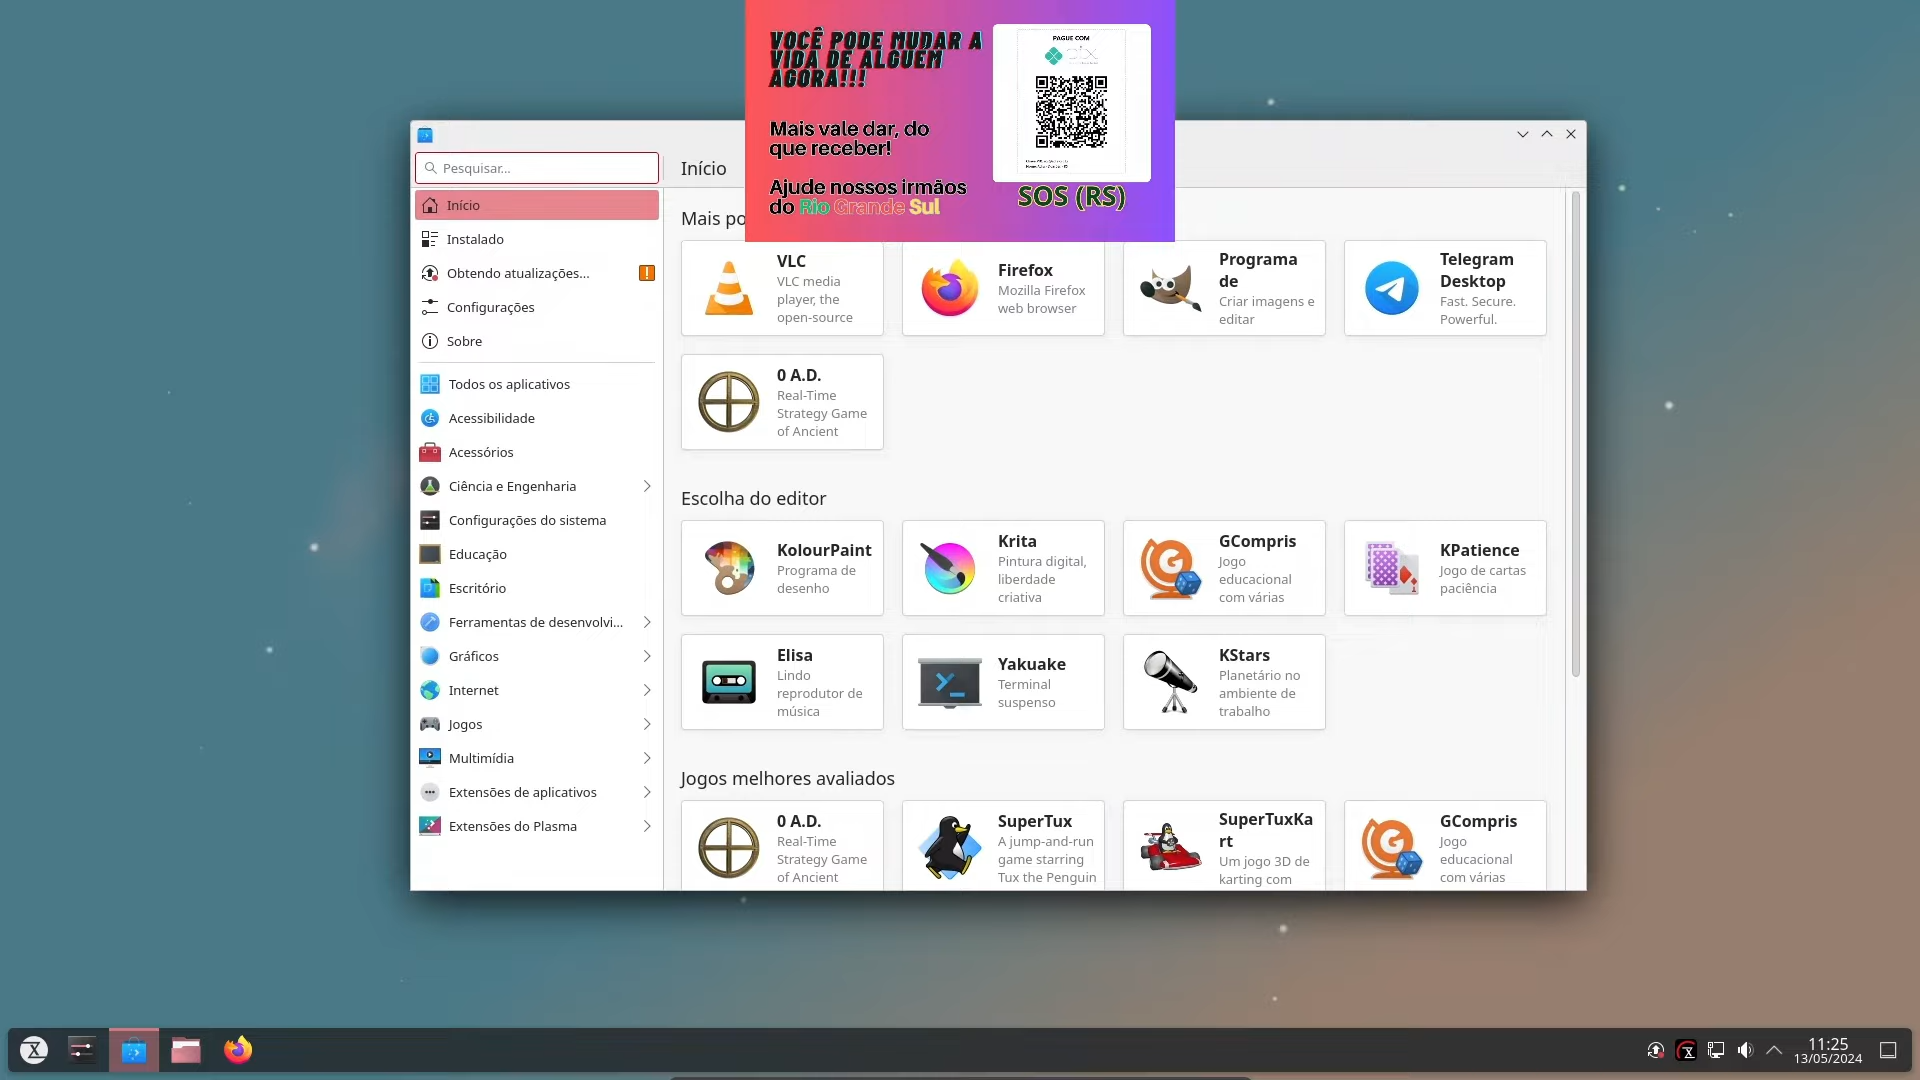 VOCÊ PODE MUDAR A
VIDA DE ALGUEM
AGORA!!!
Mais vale dar, do
que receber!
Ajude nossos irmãos
do Rio Grande Sul
PAGUE COM
pix
SOS (RS)
Pesquisar...
Início
Instalado
Obtendo atualizações...
Configurações
Sobre
Todos os aplicativos
Acessibilidade
Acessórios
Ciência e Engenharia
Configurações do sistema
Educação
Escritório
Ferramentas de desenvolvi...
Gráficos
Internet
Jogos
Multimídia
Extensões de aplicativos
Extensões do Plasma
Início
Mais po
VLC
VLC media
player, the
open-source
Firefox
Mozilla Firefox
web browser
Programa
de
Criar imagens e
editar
Telegram
Desktop
Fast. Secure.
Powerful.
0 A.D.
Real-Time
Strategy Game
of Ancient
Escolha do editor
KolourPaint
Programa de
desenho
Krita
Pintura digital,
liberdade
criativa
GCompris
Jogo
educacional
com várias
KPatience
Jogo de cartas
paciência
Elisa
Lindo
reprodutor de
música
Yakuake
Terminal
suspenso
KStars
Planetário no
ambiente de
trabalho
Jogos melhores avaliados
0 A.D.
Real-Time
Strategy Game
of Ancient
SuperTux
A jump-and-run
game starring
Tux the Penguin
SuperTuxKa
rt
Um jogo 3D de
karting com
GCompris
Jogo
educacional
com várias
11:25
13/05/2024